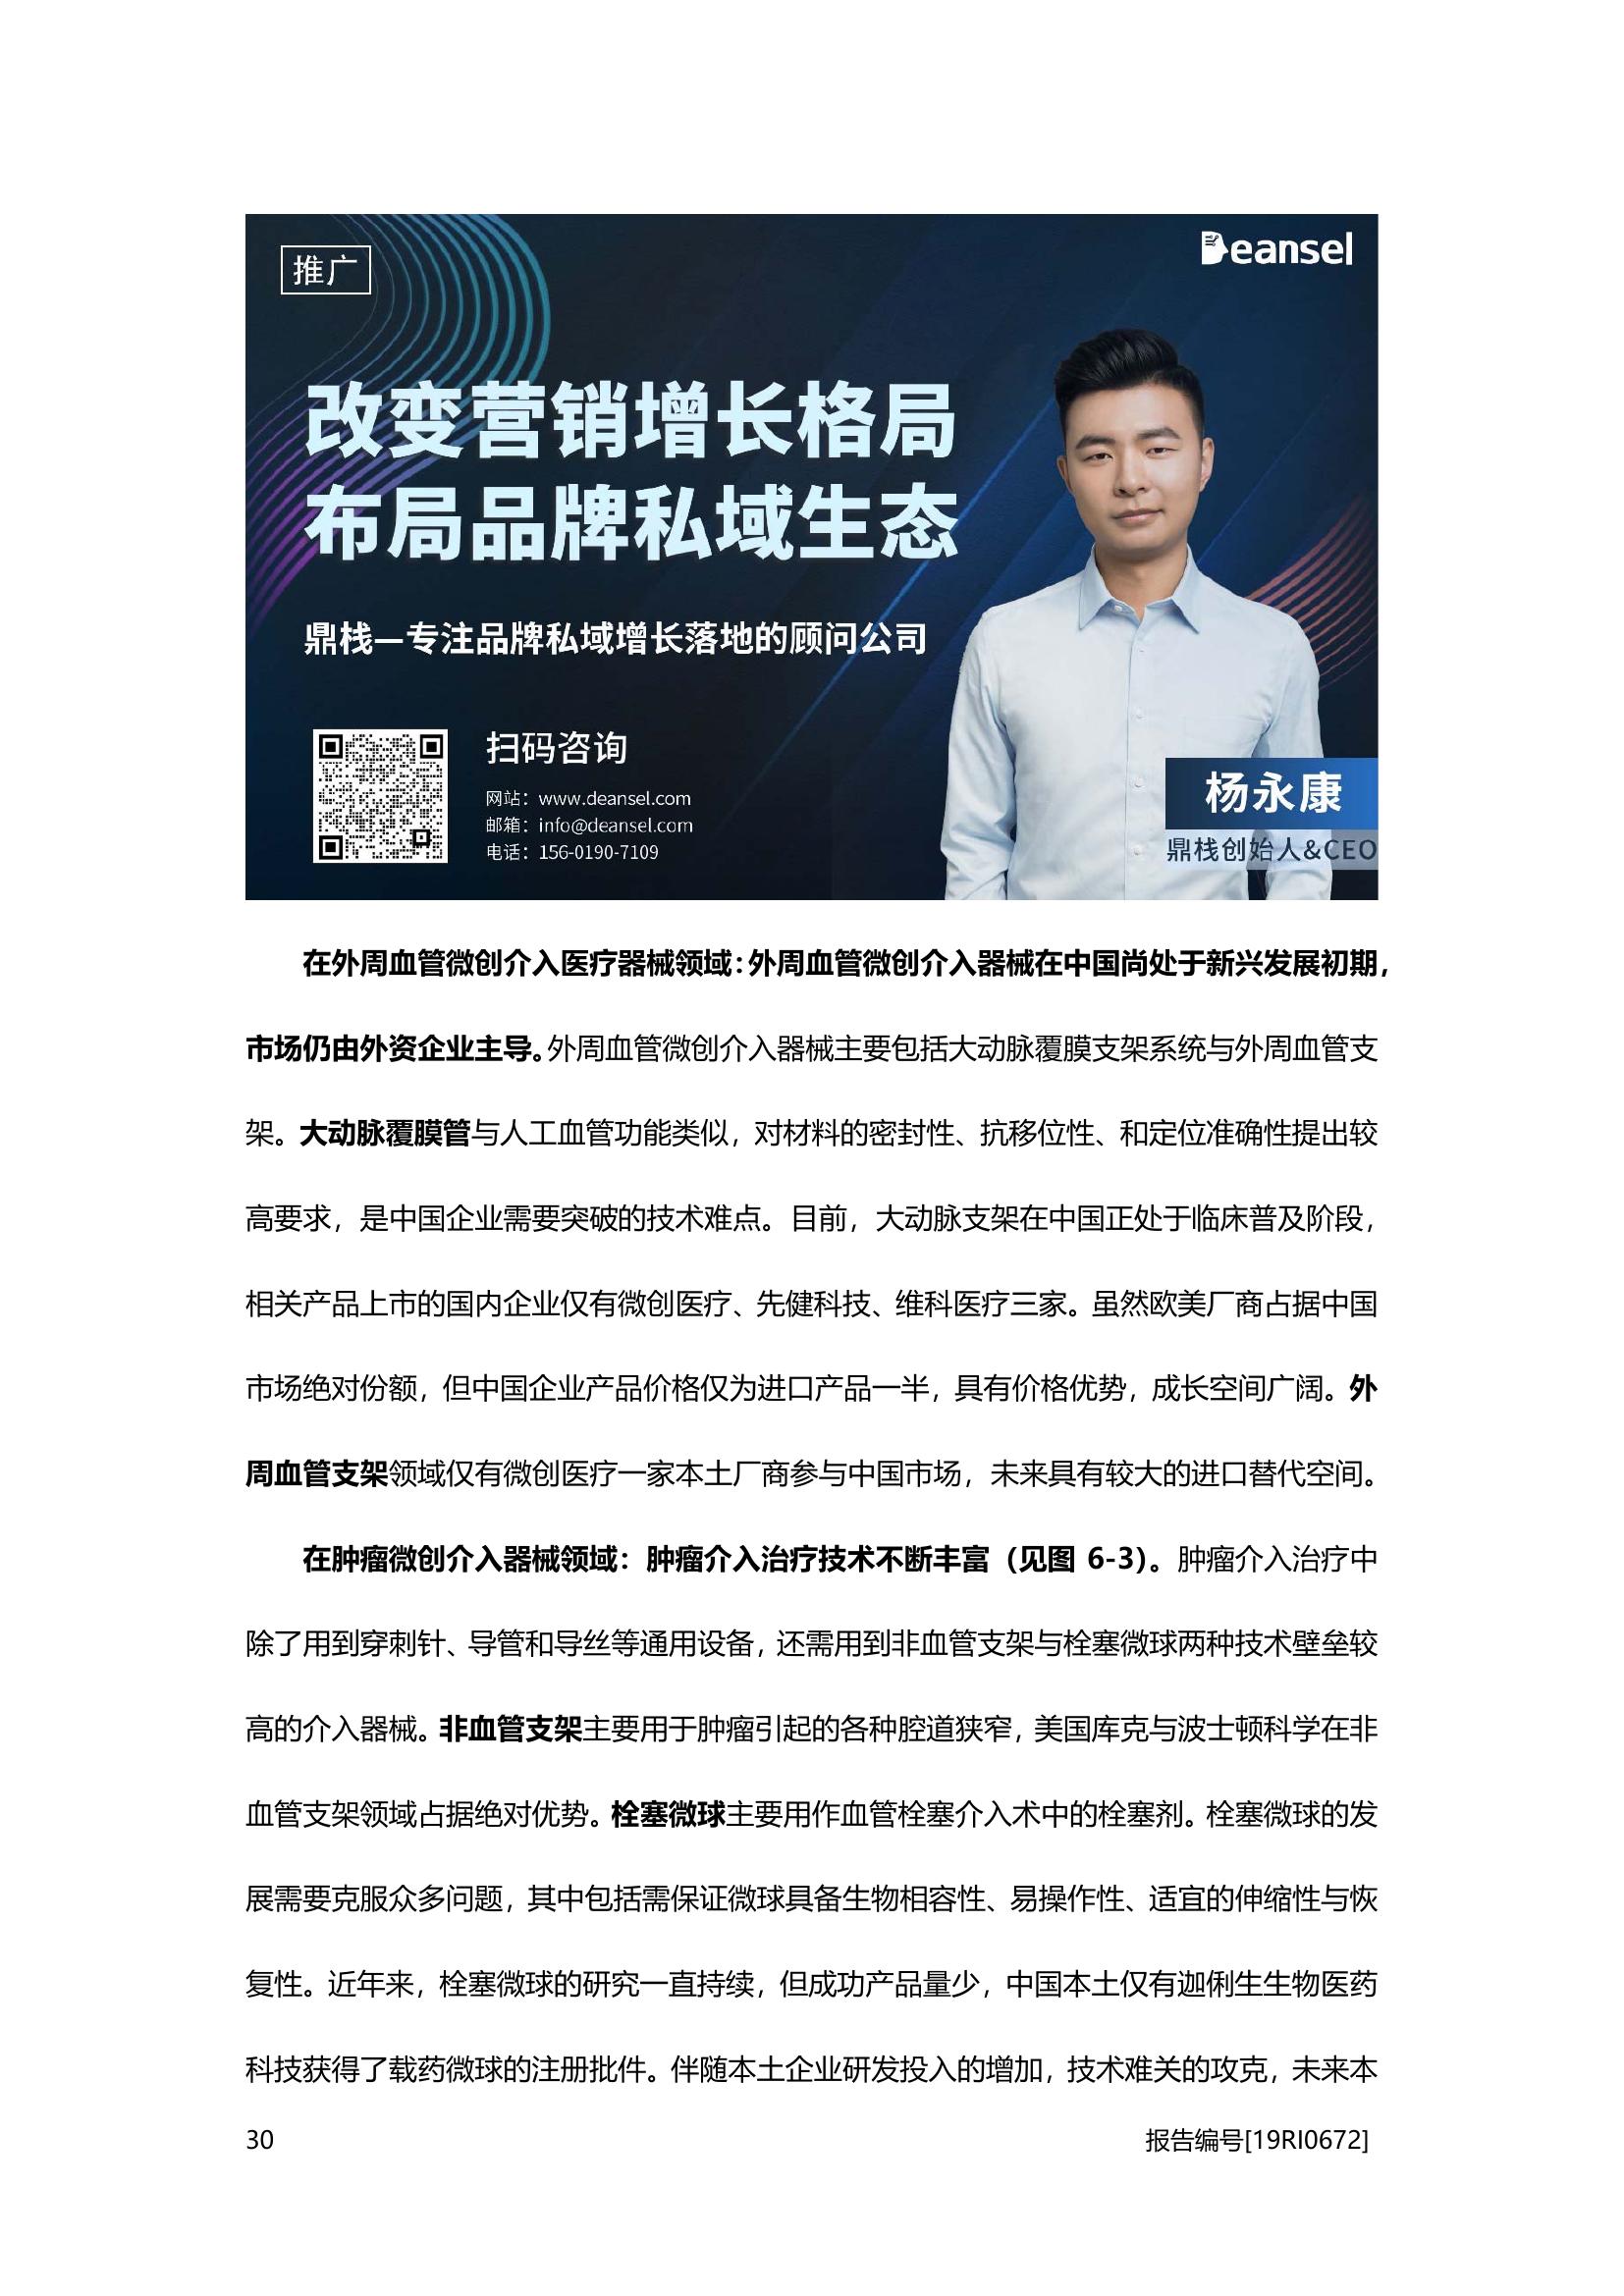 推广
Deansel
改变营销增长格局
布局品牌私域生态
鼎栈—专注品牌私域增长落地的顾问公司
扫码咨询
网站：www.deansel.com
邮箱：info@deansel.com
电话：156-0190-7109
杨永康
鼎栈创始人&CEO
在外周血管微创介入医疗器械领域：外周血管微创介入器械在中国尚处于新兴发展初期，
市场仍由外资企业主导。外周血管微创介入器械主要包括大动脉覆膜支架系统与外周血管支
架。大动脉覆膜管与人工血管功能类似，对材料的密封性、抗移位性、和定位准确性提出较
高要求，是中国企业需要突破的技术难点。目前，大动脉支架在中国正处于临床普及阶段，
相关产品上市的国内企业仅有微创医疗、先健科技、维科医疗三家。虽然欧美厂商占据中国
市场绝对份额，但中国企业产品价格仅为进口产品一半，具有价格优势，成长空间广阔。外
周血管支架领域仅有微创医疗一家本土厂商参与中国市场，未来具有较大的进口替代空间。
在肿瘤微创介入器械领域：肿瘤介入治疗技术不断丰富（见图 6-3）。肿瘤介入治疗中
除了用到穿刺针、导管和导丝等通用设备，还需用到非血管支架与栓塞微球两种技术壁垒较
高的介入器械。非血管支架主要用于肿瘤引起的各种腔道狭窄，美国库克与波士顿科学在非
血管支架领域占据绝对优势。栓塞微球主要用作血管栓塞介入术中的栓塞剂。栓塞微球的发
展需要克服众多问题，其中包括需保证微球具备生物相容性、易操作性、适宜的伸缩性与恢
复性。近年来，栓塞微球的研究一直持续，但成功产品量少，中国本土仅有迦俐生生物医药
科技获得了载药微球的注册批件。伴随本土企业研发投入的增加，技术难关的攻克，未来本
30
报告编号[19RI0672]